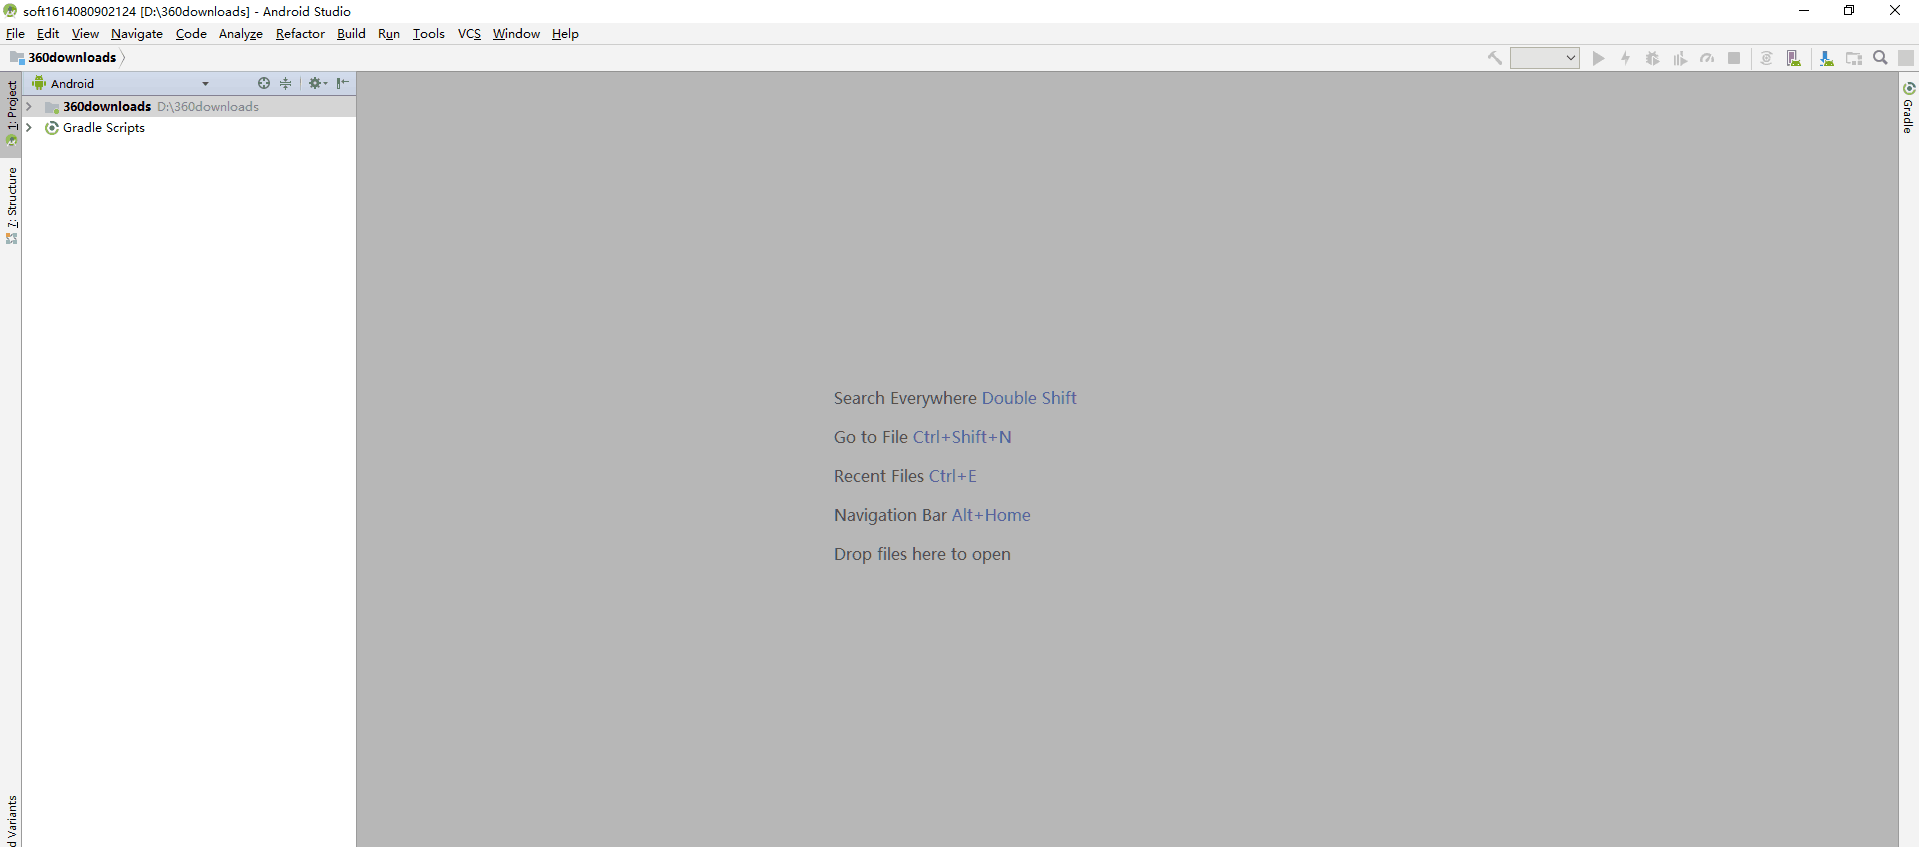 soft1614080902124 [D:\360downloads] - Android Studio
File Edit View Navigate Code Analyze Refactor Build Run Tools VCS Window Help
360downloads
Android
360downloads D:\360downloads
Gradle Scripts
1: Project
7: Structure
d Variants
Gradle
Search Everywhere Double Shift
Go to File Ctrl+Shift+N
Recent Files Ctrl+E
Navigation Bar Alt+Home
Drop files here to open